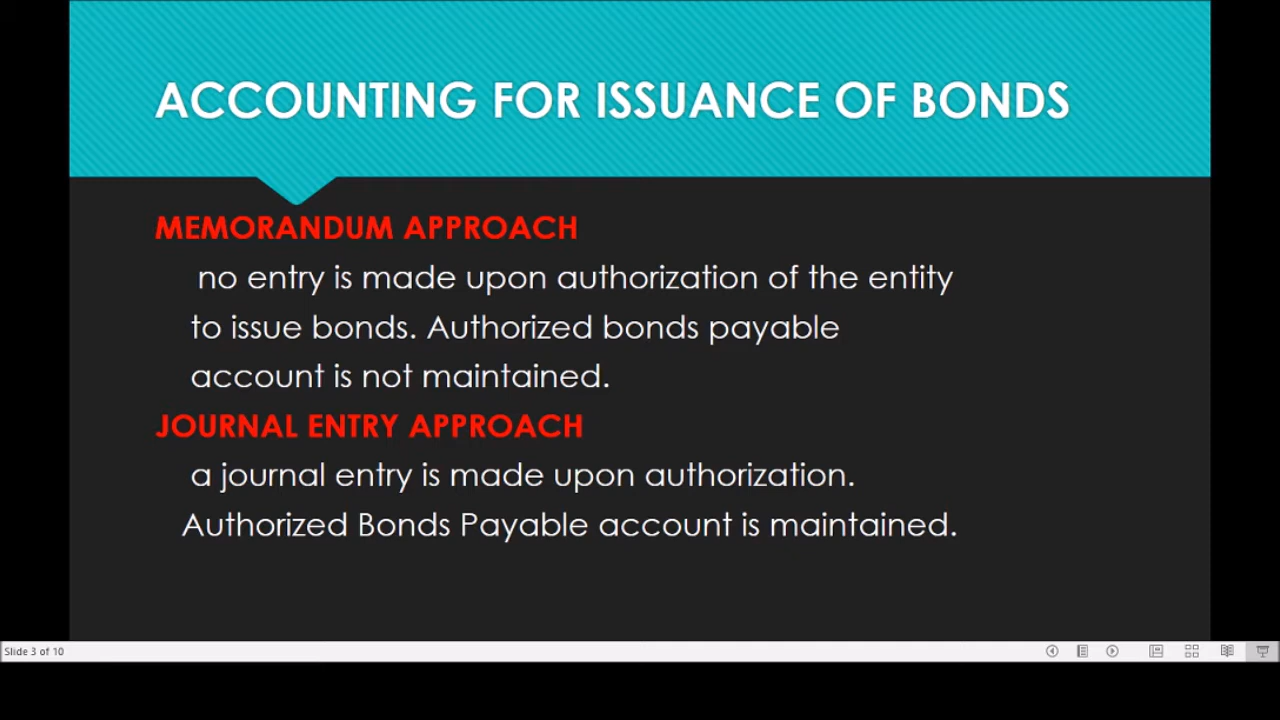 ACCOUNTING FOR ISSUANCE OF BONDS
MEMORANDUM APPROACH
no entry is made upon authorization of the entity
to issue bonds. Authorized bonds payable
account is not maintained.
JOURNAL ENTRY APPROACH
a journal entry is made upon authorization.
Authorized Bonds Payable account is maintained.
Slide 3 of 10